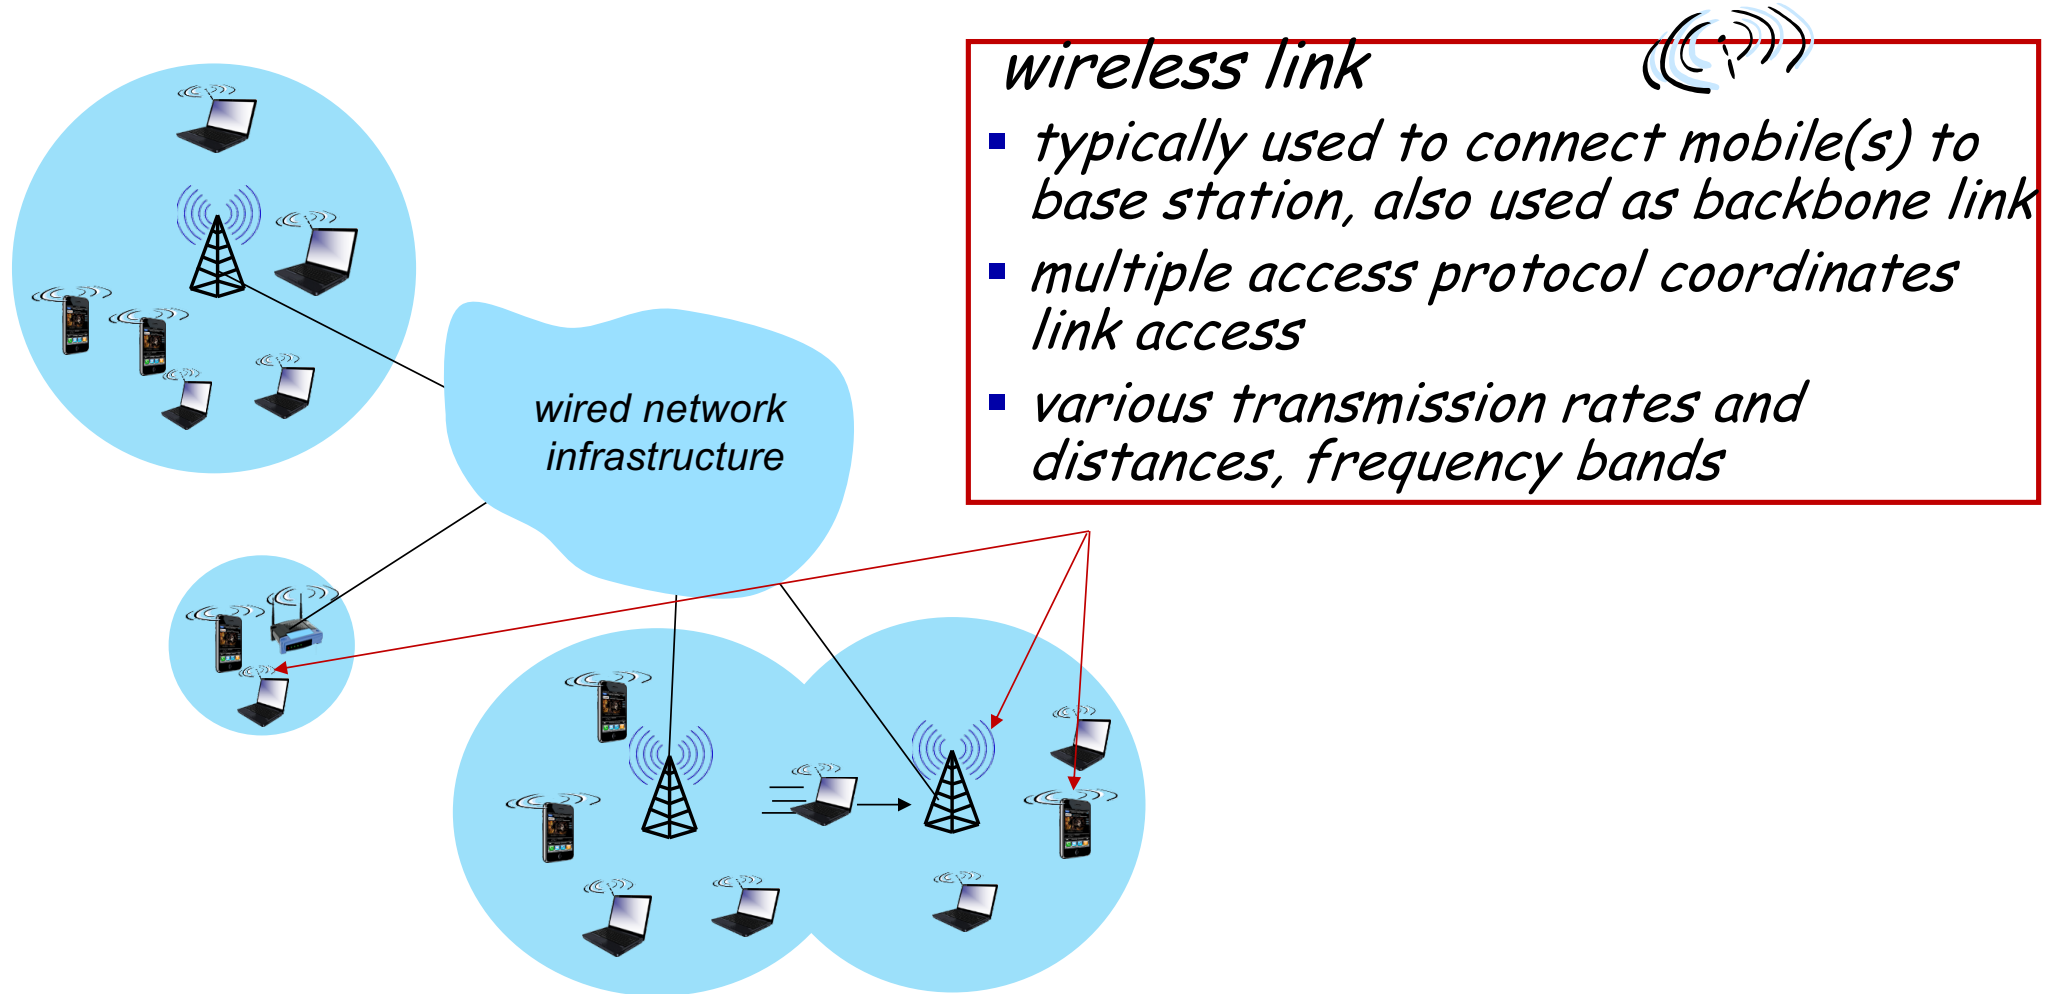 wireless link
typically used to connect mobile(s) to
base station, also used as backbone link
multiple access protocol coordinates
link access
various transmission rates and
distances, frequency bands
wired network
infrastructure